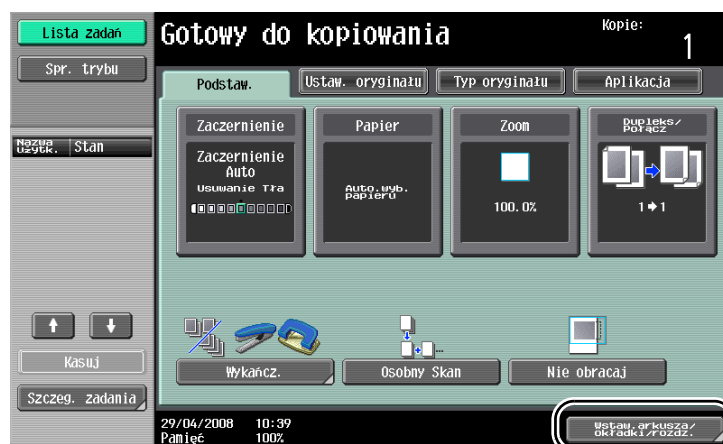 Lista zadań
Gotowy do kopiowania
Kopie:
1
Spr. trybu
Podstaw.
Ustaw. oryginału
Typ oryginału
Aplikacja
Nazwa użytk.
Stan
Zaczernienie
Papier
Zoom
Dupleks/
Połącz
Zaczernienie
Auto
Usuwanie Tła
Auto.wyb.
papieru
100.0%
1➔1
Kasuj
Wykańcz.
Osobny Skan
Nie obracaj
Szczeg. zadania
29/04/2008 10:39
Pamięć 100%
Wstaw.arkusza/
okładki/rozdz.